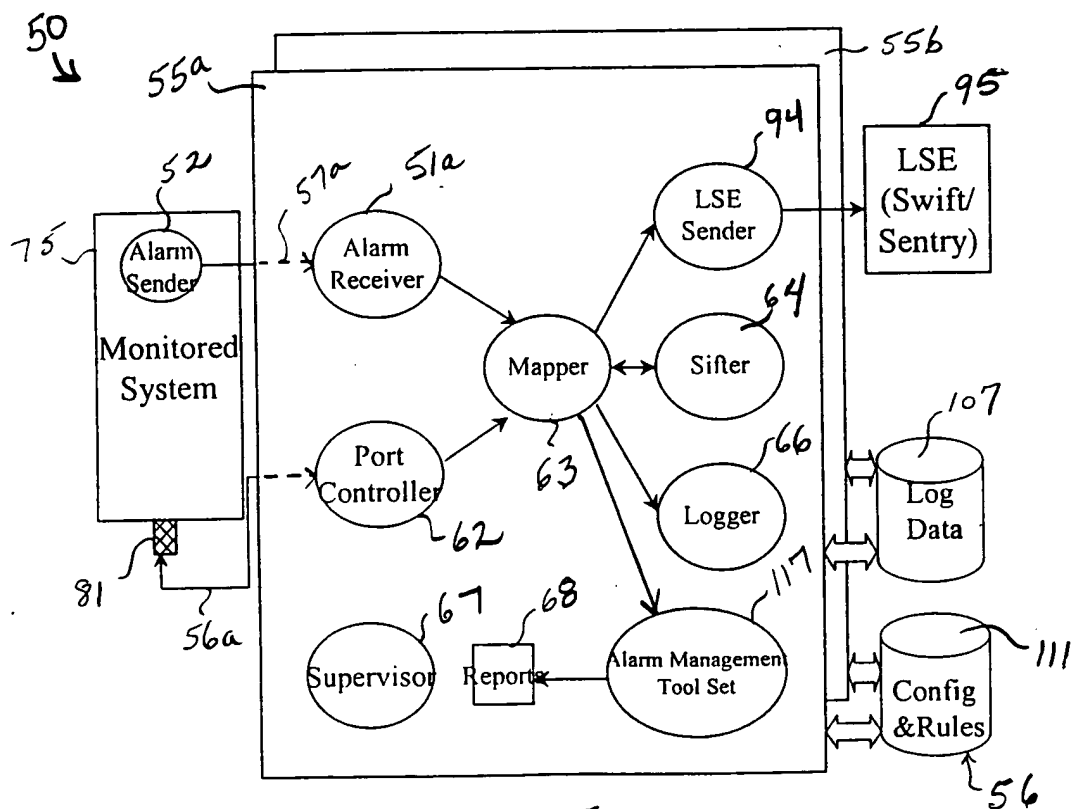 50
55a
55b
95
LSE
(Swift/
Sentry)
94
LSE
Sender
52
Alarm
Sender
57a
51a
Alarm
Receiver
75
Monitored
System
64
Sifter
Mapper
63
107
Log
Data
66
Logger
Port
Controller
62
81
56a
117
67
Supervisor
68
Reports
Alarm Management
Tool Set
111
Config
&Rules
56